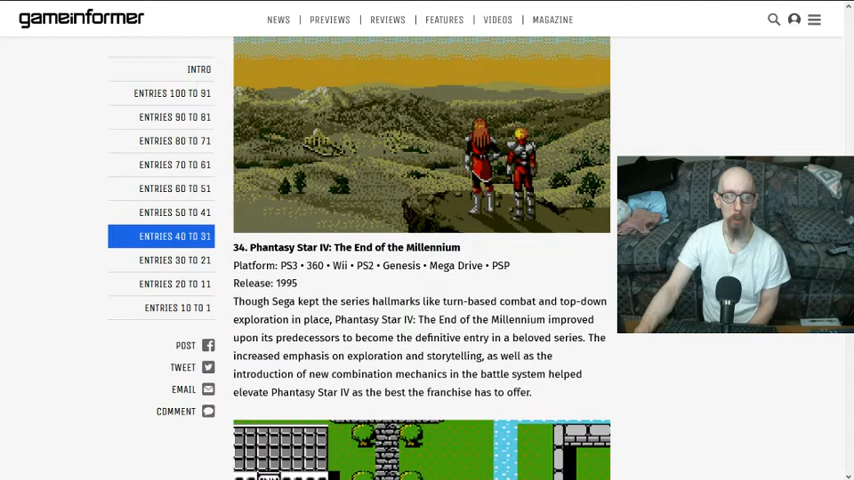 gameinformer
NEWS | PREVIEWS | REVIEWS | FEATURES | VIDEOS | MAGAZINE
INTRO
ENTRIES 100 TO 91
ENTRIES 90 TO 81
ENTRIES 80 TO 71
ENTRIES 70 TO 61
ENTRIES 60 TO 51
ENTRIES 50 TO 41
ENTRIES 40 TO 31
ENTRIES 30 TO 21
ENTRIES 20 TO 11
ENTRIES 10 TO 1
POST
TWEET
EMAIL
COMMENT
34. Phantasy Star IV: The End of the Millennium
Platform: PS3 • 360 • Wii • PS2 • Genesis • Mega Drive • PSP
Release: 1995
Though Sega kept the series hallmarks like turn-based combat and top-down
exploration in place, Phantasy Star IV: The End of the Millennium improved
upon its predecessors to become the definitive entry in a beloved series. The
increased emphasis on exploration and storytelling, as well as the
introduction of new combination mechanics in the battle system helped
elevate Phantasy Star IV as the best the franchise has to offer.